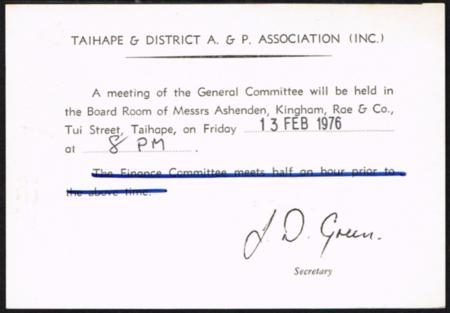 TAIHAPE & DISTRICT A. & P. ASSOCIATION (INC.)
A meeting of the General Committee will be held in
the Board Room of Messrs Ashenden, Kingham, Rae & Co.,
Tui Street, Taihape, on Friday 13 FEB 1976
at 8 PM.
The Finance Committee meets half an hour prior to
the above time.
J. D. Green.
Secretary